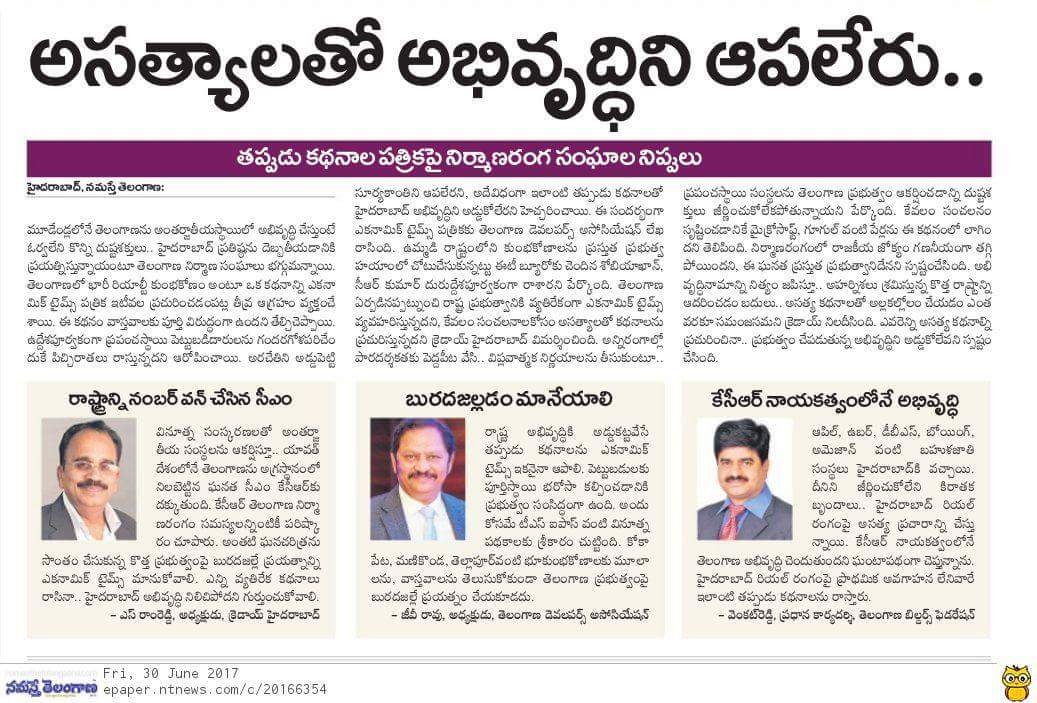 అసత్యాలతో అభివృద్ధిని ఆపలేరు..
తప్పుడు కథనాల పత్రికపై నిర్మాణరంగ సంఘాల నిప్పులు
హైదరాబాద్, నమస్తే తెలంగాణ:
మూడేండ్లలోనే తెలంగాణను అంతర్జాతీయస్థాయిలో అభివృద్ధి చేస్తుంటే
ఓర్వలేని కొన్ని దుష్టశక్తులు.. హైదరాబాద్ ప్రతిష్ఠను దెబ్బతీయడానికి
ప్రయత్నిస్తున్నాయంటూ తెలంగాణ నిర్మాణ సంఘాలు భగ్గుమన్నాయి.
తెలంగాణలో భారీ రియాల్టీ కుంభకోణం అంటూ ఒక కథనాన్ని ఎకనా
మిక్ టైమ్స్ పత్రిక ఇటీవల ప్రచురించడంపట్ల తీవ్ర ఆగ్రహం వ్యక్తంచే
శాయి. ఈ కథనం వాస్తవాలకు పూర్తి విరుద్ధంగా ఉందని తేల్చిచెప్పాయి.
ఉద్దేశపూర్వకంగా ప్రపంచస్థాయి పెట్టుబడిదారులను గందరగోళపరిచేం
దుకే పిచ్చిరాతలు రాస్తున్నదని ఆరోపించాయి. అరచేతిని అడ్డుపెట్టి
సూర్యకాంతిని ఆపలేరని, అదేవిధంగా ఇలాంటి తప్పుడు కథనాలతో
హైదరాబాద్ అభివృద్ధిని అడ్డుకోలేరని హెచ్చరించాయి. ఈ సందర్భంగా
ఎకనామిక్ టైమ్స్ పత్రికకు తెలంగాణ డెవలపర్స్ అసోసియేషన్ లేఖ
రాసింది. ఉమ్మడి రాష్ట్రంలోని కుంభకోణాలను ప్రస్తుత ప్రభుత్వ
హయాంలో చోటుచేసుకున్నట్టు ఈటీ బ్యూరోకు చెందిన శోబియాఖాన్,
సీఆర్ కుమార్ దురుద్దేశపూర్వకంగా రాశారని పేర్కొంది. తెలంగాణ
ఏర్పడినప్పట్నుంచి రాష్ట్ర ప్రభుత్వానికి వ్యతిరేకంగా ఎకనామిక్ టైమ్స్
వ్యవహరిస్తున్నదని, కేవలం సంచలనాలకోసం అసత్యాలతో కథనాలను
ప్రచురిస్తున్నదని క్రెడాయ్ హైదరాబాద్ విమర్శించింది. అన్నిరంగాల్లో
పారదర్శకతకు పెద్దపీట వేసి.. విప్లవాత్మక నిర్ణయాలను తీసుకుంటూ..
ప్రపంచస్థాయి సంస్థలను తెలంగాణ ప్రభుత్వం ఆకర్షించడాన్ని దుష్టశ
క్తులు జీర్ణించుకోలేకపోతున్నాయని పేర్కొంది. కేవలం సంచలనం
సృష్టించడానికే మైక్రోసాఫ్ట్, గూగుల్ వంటి పేర్లను ఈ కథనంలో లాగిం
దని తెలిపింది. నిర్మాణరంగంలో రాజకీయ జోక్యం గణనీయంగా తగ్గి
పోయిందని, ఈ ఘనత ప్రస్తుత ప్రభుత్వానిదేనని స్పష్టంచేసింది. అభి
వృద్ధినామాన్ని నిత్యం జపిస్తూ.. అహర్నిశలు శ్రమిస్తున్న కొత్త రాష్ట్రాన్ని
ఆదరించడం బదులు.. అసత్య కథనాలతో అల్లకల్లోలం చేయడం ఎంత
వరకూ సమంజసమని క్రెడాయ్ నిలదీసింది. ఎవరెన్ని అసత్య కథనాల్ని
ప్రచురించినా.. ప్రభుత్వం చేపడుతున్న అభివృద్ధిని అడ్డుకోలేవని స్పష్టం
చేసింది.
రాష్ట్రాన్ని నంబర్ వన్ చేసిన సీఎం
వినూత్న సంస్కరణలతో అంతర్జా
తీయ సంస్థలను ఆకర్షిస్తూ.. యావత్
దేశంలోనే తెలంగాణను అగ్రస్థానంలో
నిలబెట్టిన ఘనత సీఎం కేసీఆర్‌కు
దక్కుతుంది. కేసీఆర్ తెలంగాణ నిర్మా
ణరంగం సమస్యలన్నింటికీ పరిష్కా
రం చూపారు. అంతటి ఘనచరిత్రను
సొంతం చేసుకున్న కొత్త ప్రభుత్వంపై బురదజల్లే ప్రయత్నాన్ని
ఎకనామిక్ టైమ్స్ మానుకోవాలి. ఎన్ని వ్యతిరేక కథనాలు
రాసినా.. హైదరాబాద్ అభివృద్ధి నిలిచిపోదని గుర్తుంచుకోవాలి.
– ఎస్ రాంరెడ్డి, అధ్యక్షుడు, క్రెడాయ్ హైదరాబాద్
బురదజల్లడం మానేయాలి
రాష్ట్ర అభివృద్ధికి అడ్డుకట్టవేసే
తప్పుడు కథనాలను ఎకనామిక్
టైమ్స్ ఇకనైనా ఆపాలి. పెట్టుబడులకు
పూర్తిస్థాయి భరోసా కల్పించడానికి
ప్రభుత్వం సంసిద్ధంగా ఉంది. అందు
కోసమే టీఎస్ ఐపాస్ వంటి వినూత్న
పథకాలకు శ్రీకారం చుట్టింది. కోకా
పేట, మణికొండ, తెల్లాపూర్‌వంటి భూకుంభకోణాలకు మూలా
లను, వాస్తవాలను తెలుసుకోకుండా తెలంగాణ ప్రభుత్వంపై
బురదజల్లే ప్రయత్నం చేయకూడదు.
– జీవీ రావు, అధ్యక్షుడు, తెలంగాణ డెవలపర్స్ అసోసియేషన్
కేసీఆర్ నాయకత్వంలోనే అభివృద్ధి
ఆపిల్, ఉబర్, డీబీఎస్, బోయింగ్,
అమెజాన్ వంటి బహుళజాతి
సంస్థలు హైదరాబాద్‌కి వచ్చాయి.
దీనిని జీర్ణించుకోలేని కిరాతక
బృందాలు.. హైదరాబాద్ రియల్
రంగంపై అసత్య ప్రచారాన్ని చేస్తు
న్నాయి. కేసీఆర్ నాయకత్వంలోనే
తెలంగాణ అభివృద్ధి చెందుతుందని ఘంటాపథంగా చెప్తున్నాను.
హైదరాబాద్ రియల్ రంగంపై ప్రాథమిక అవగాహన లేనివారే
ఇలాంటి తప్పుడు కథనాలను రాస్తారు.
– వెంకట్‌రెడ్డి, ప్రధాన కార్యదర్శి, తెలంగాణ బిల్డర్స్ ఫెడరేషన్
నమస్తే తెలంగాణ
Fri, 30 June 2017
epaper.ntnews.com/c/20166354